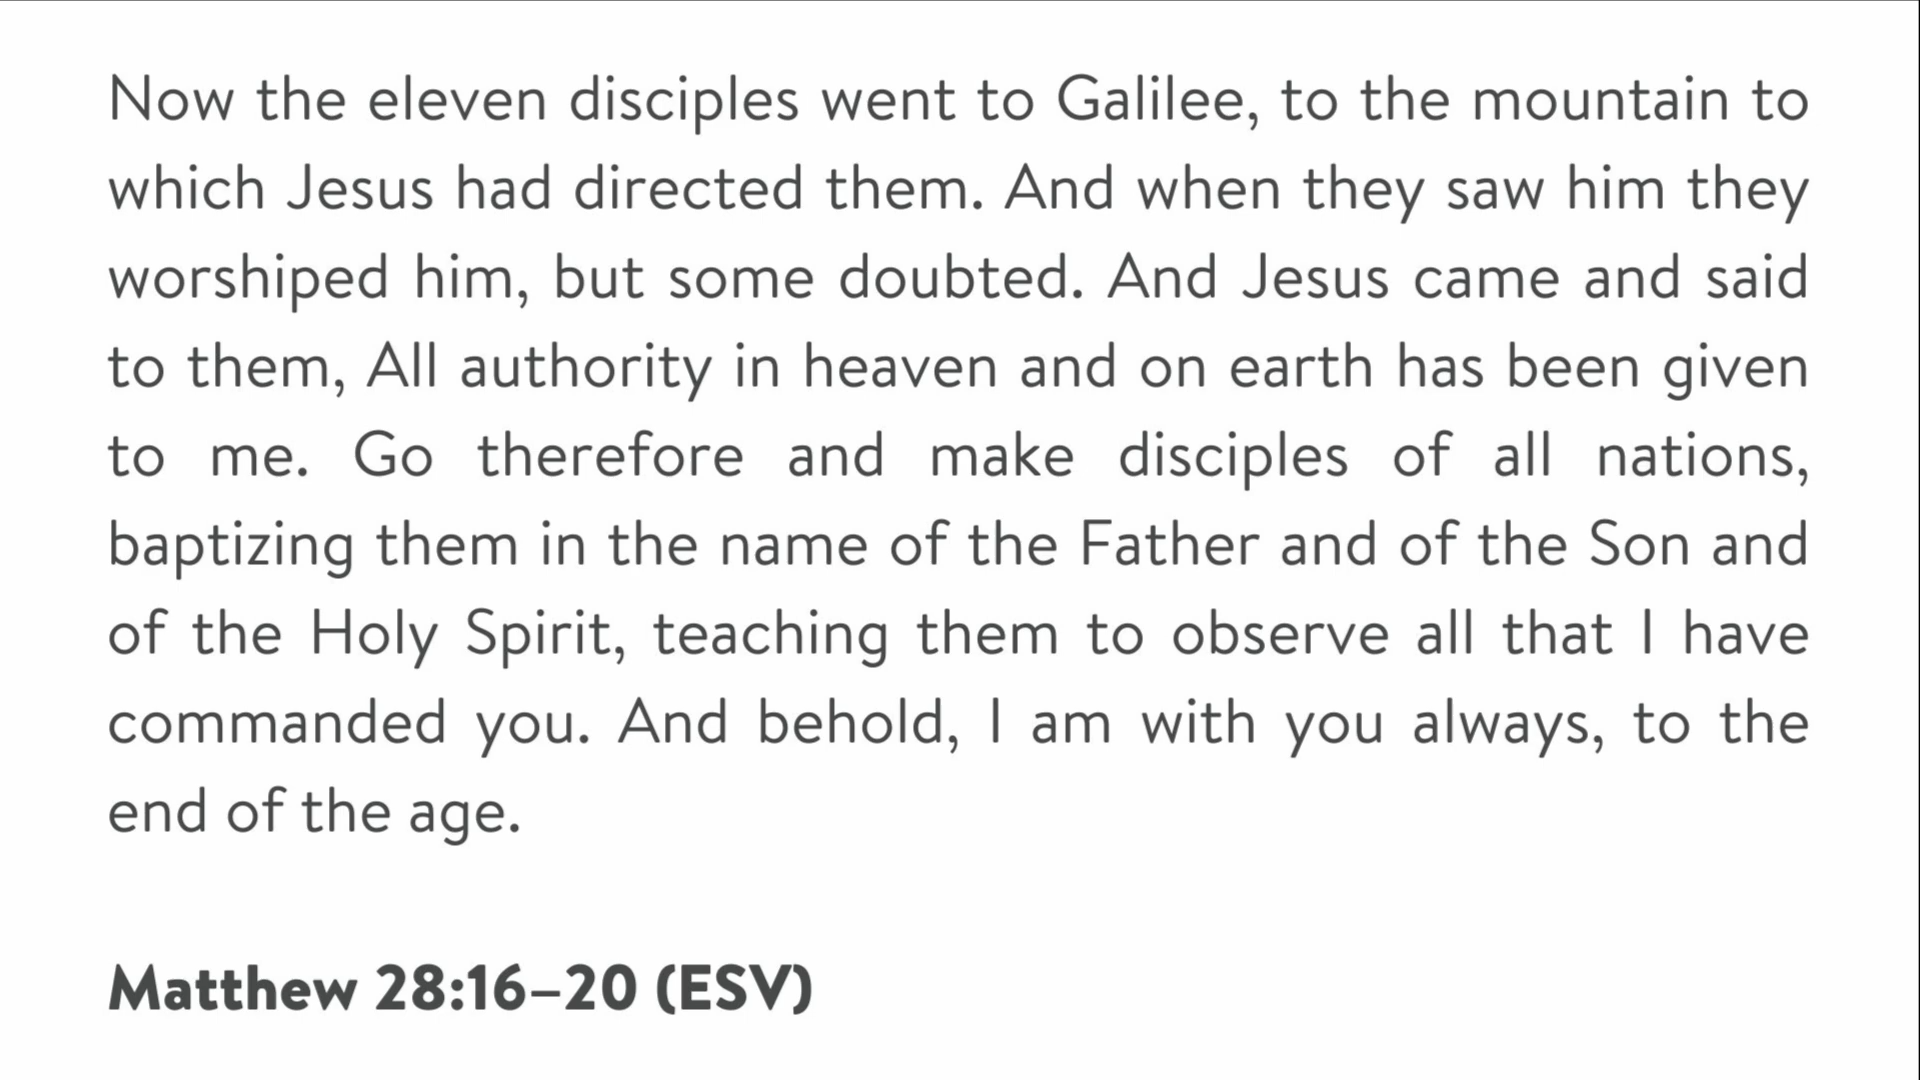 Now the eleven disciples went to Galilee, to the mountain to
which Jesus had directed them. And when they saw him they
worshiped him, but some doubted. And Jesus came and said
to them, All authority in heaven and on earth has been given
to me. Go therefore and make disciples of all nations,
baptizing them in the name of the Father and of the Son and
of the Holy Spirit, teaching them to observe all that I have
commanded you. And behold, I am with you always, to the
end of the age.
Matthew 28:16–20 (ESV)